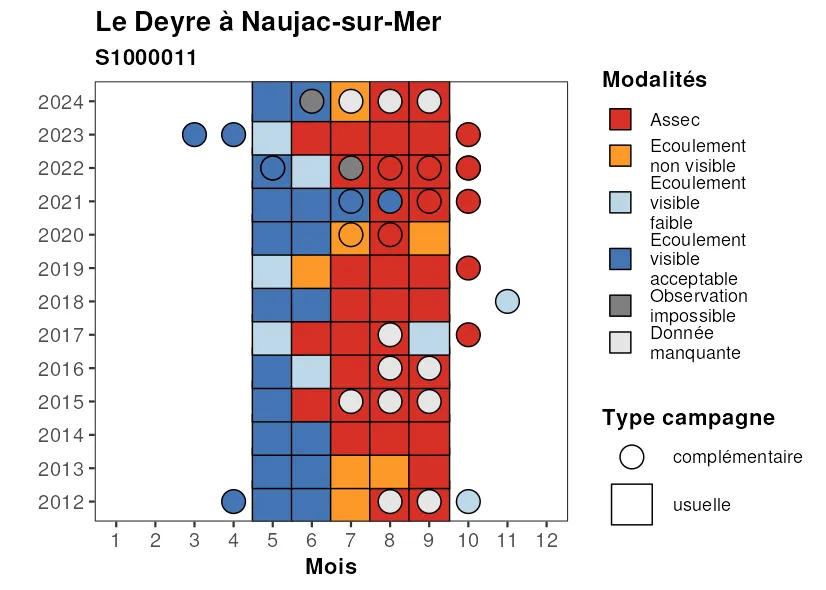 Le Deyre à Naujac-sur-Mer
S1000011
2024
2023
2022
2021
2020
2019
2018
2017
2016
2015
2014
2013
2012
1 2 3 4 5 6 7 8 9 10 11 12
Mois
Modalités
Assec
Ecoulement
non visible
Ecoulement
visible
faible
Ecoulement
visible
acceptable
Observation
impossible
Donnée
manquante
Type campagne
complémentaire
usuelle